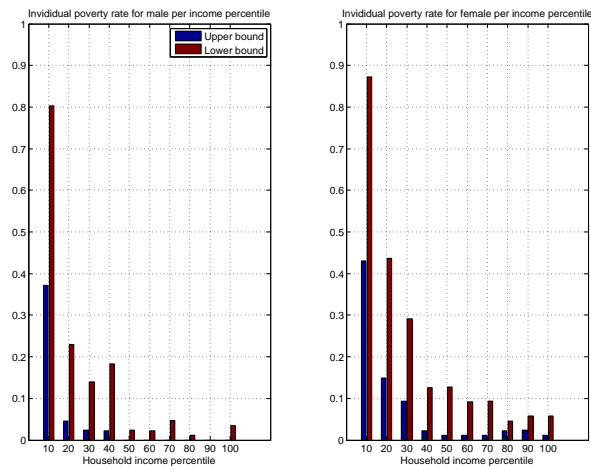 Invididual poverty rate for male per income percentile
1
0.9
0.8
0.7
0.6
0.5
0.4
0.3
0.2
0.1
0
Upper bound
Lower bound
10 20 30 40 50 60 70 80 90 100
Household income percentile
Invididual poverty rate for female per income percentile
1
0.9
0.8
0.7
0.6
0.5
0.4
0.3
0.2
0.1
0
10 20 30 40 50 60 70 80 90 100
Household income percentile